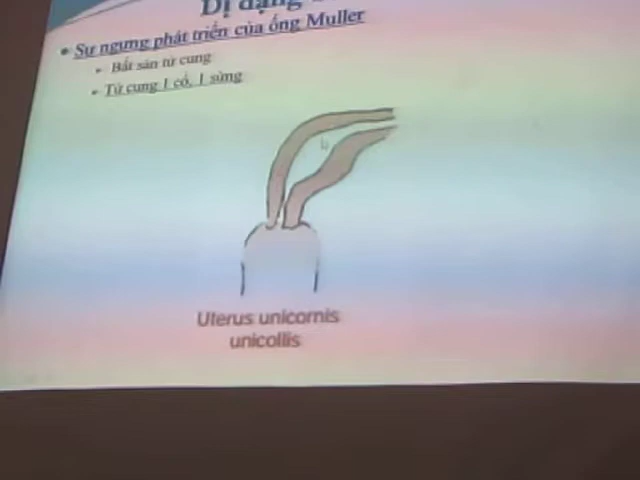 Dị dạng
Sự ngưng phát triển của ống Muller
Bất sản tử cung
Tử cung 1 cổ, 1 sừng
Uterus unicornis
unicollis